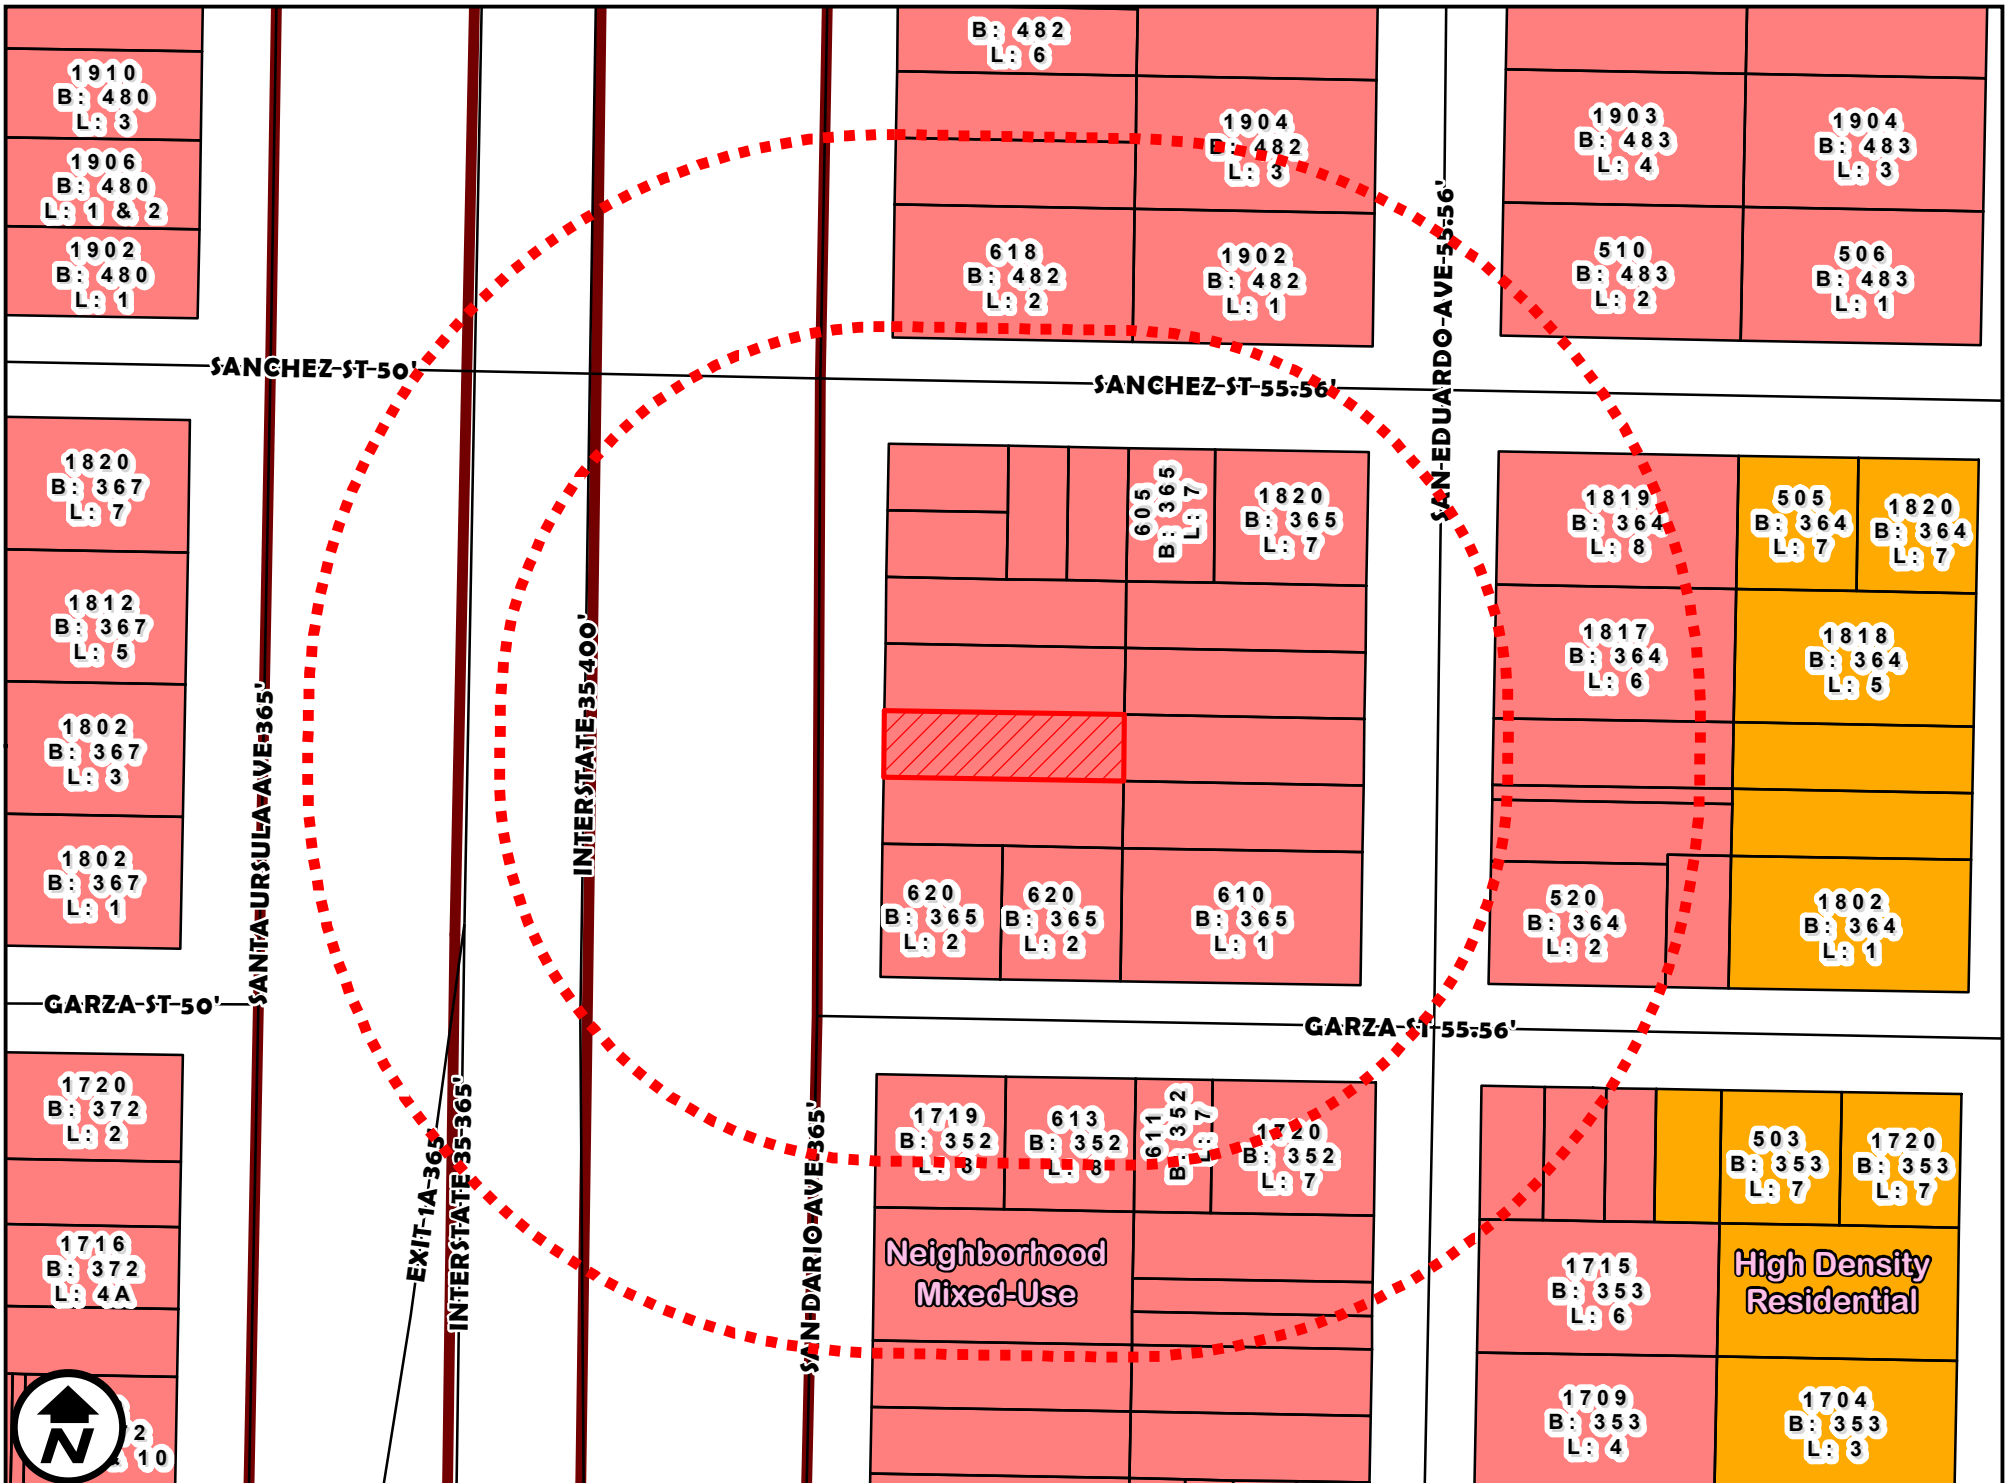 B: 482
L: 6
1910
B: 480
L: 3
1906
B: 480
L: 1 & 2
1902
B: 480
L: 1
1904
B: 482
L: 3
1903
B: 483
L: 4
1904
B: 483
L: 3
618
B: 482
L: 2
1902
B: 482
L: 1
510
B: 483
L: 2
506
B: 483
L: 1
SANCHEZ ST 50'
SANCHEZ ST 55.56'
SAN EDUARDO AVE 55.56'
1820
B: 367
L: 7
1812
B: 367
L: 5
1802
B: 367
L: 3
1802
B: 367
L: 1
SANTA URSULA AVE 365'
INTERSTATE 35 400'
605
B: 365
L: 7
1820
B: 365
L: 7
1819
B: 364
L: 8
505
B: 364
L: 7
1820
B: 364
L: 7
1817
B: 364
L: 6
1818
B: 364
L: 5
620
B: 365
L: 2
620
B: 365
L: 2
610
B: 365
L: 1
520
B: 364
L: 2
1802
B: 364
L: 1
GARZA ST 50'
GARZA ST 55.56'
1720
B: 372
L: 2
1716
B: 372
L: 4A
EXIT 1A 365'
INTERSTATE 35 365'
SAN DARIO AVE 365'
1719
B: 352
L: 8
613
B: 352
L: 8
611
B: 352
L: 7
1720
B: 352
L: 7
503
B: 353
L: 7
1720
B: 353
L: 7
Neighborhood
Mixed-Use
High Density
Residential
1715
B: 353
L: 6
1709
B: 353
L: 4
1704
B: 353
L: 3
2
10
N